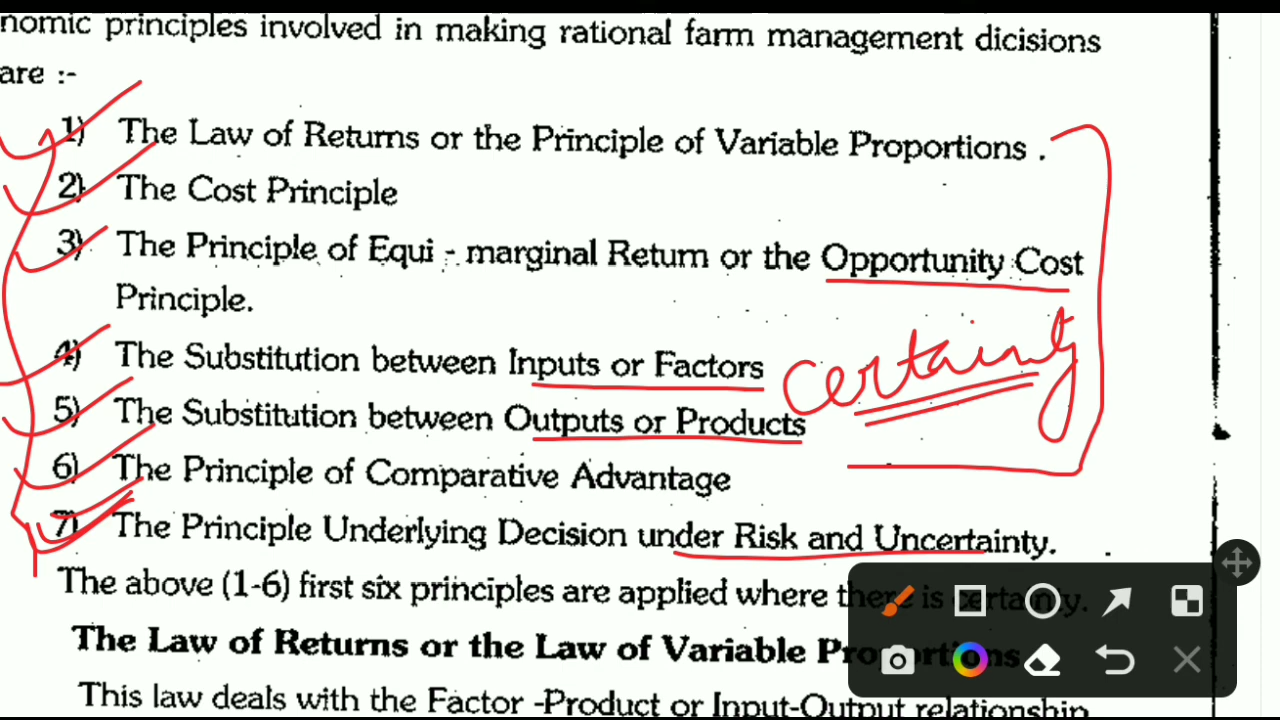 nomic principles involved in making rational farm management dicisions
are :-
1) The Law of Returns or the Principle of Variable Proportions .
2) The Cost Principle
3) The Principle of Equi - marginal Return or the Opportunity Cost
Principle.
4) The Substitution between Inputs or Factors
certainty
5) The Substitution between Outputs or Products
6) The Principle of Comparative Advantage
7) The Principle Underlying Decision under Risk and Uncertainty.
The above (1-6) first six principles are applied where there is certainty.
The Law of Returns or the Law of Variable Proportions
This law deals with the Factor -Product or Input-Output relationship